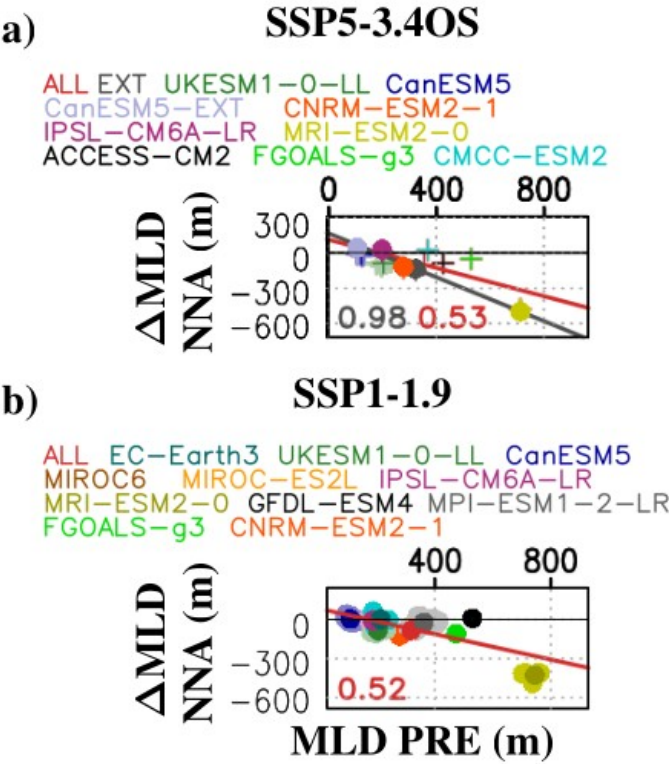 a)
SSP5-3.4OS
ALL EXT UKESM1-0-LL CanESM5
CanESM5-EXT CNRM-ESM2-1
IPSL-CM6A-LR MRI-ESM2-0
ACCESS-CM2 FGOALS-g3 CMCC-ESM2
0 400 800
ΔMLD
NNA (m)
300
0
-300
-600
0.98 0.53
b)
SSP1-1.9
ALL EC-Earth3 UKESM1-0-LL CanESM5
MIROC6 MIROC-ES2L IPSL-CM6A-LR
MRI-ESM2-0 GFDL-ESM4 MPI-ESM1-2-LR
FGOALS-g3 CNRM-ESM2-1
400 800
ΔMLD
NNA (m)
0
-300
-600
0.52
MLD PRE (m)